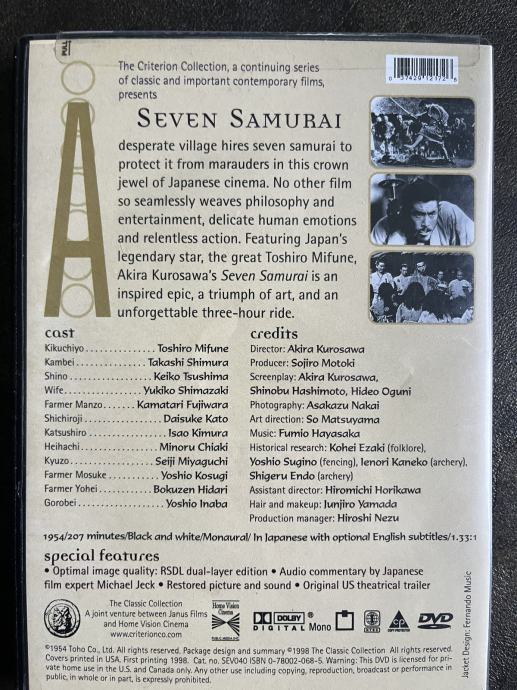 PULL
The Criterion Collection, a continuing series
of classic and important contemporary films,
presents
0 37429 12172 6
SEVEN SAMURAI
A desperate village hires seven samurai to
protect it from marauders in this crown
jewel of Japanese cinema. No other film
so seamlessly weaves philosophy and
entertainment, delicate human emotions
and relentless action. Featuring Japan's
legendary star, the great Toshiro Mifune,
Akira Kurosawa's Seven Samurai is an
inspired epic, a triumph of art, and an
unforgettable three-hour ride.
cast
Kikuchiyo ............... Toshiro Mifune
Kambei ............... Takashi Shimura
Shino ............... Keiko Tsushima
Wife ............... Yukiko Shimazaki
Farmer Manzo ....... Kamatari Fujiwara
Shichiroji ............... Daisuke Kato
Katsushiro ............... Isao Kimura
Heihachi ............... Minoru Chiaki
Kyuzo ............... Seiji Miyaguchi
Farmer Mosuke ........... Yoshio Kosugi
Farmer Yohei ........... Bokuzen Hidari
Gorobei ............... Yoshio Inaba
credits
Director: Akira Kurosawa
Producer: Sojiro Motoki
Screenplay: Akira Kurosawa,
Shinobu Hashimoto, Hideo Oguni
Photography: Asakazu Nakai
Art direction: So Matsuyama
Music: Fumio Hayasaka
Historical research: Kohei Ezaki (folklore),
Yoshio Sugino (fencing), Ienori Kaneko (archery),
Shigeru Endo (archery)
Assistant director: Hiromichi Horikawa
Hair and makeup: Junjiro Yamada
Production manager: Hiroshi Nezu
1954/207 minutes/Black and white/Monaural/ In Japanese with optional English subtitles/1.33:1
special features
• Optimal image quality: RSDL dual-layer edition • Audio commentary by Japanese
film expert Michael Jeck • Restored picture and sound • Original US theatrical trailer
The Classic Collection
A joint venture between Janus Films
and Home Vision Cinema
www.criterionco.com
Home Vision
Cinema
DOLBY
DIGITAL Mono
DVD
©1954 Toho Co., Ltd. All rights reserved. Package design and summary ©1998 The Classic Collection All rights reserved.
Covers printed in USA. First printing 1998. Cat. no. SEV040 ISBN 0-78002-068-5. Warning: This DVD is licensed for pri-
vate home use in the U.S. and Canada only. Any other use including copying, reproduction, broadcast or performance in
public, in whole or in part, is expressly prohibited.
Jacket Design: Fernando Music